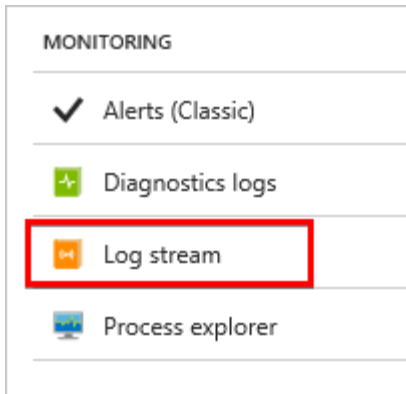 MONITORING
Alerts (Classic)
Diagnostics logs
Log stream
Process explorer